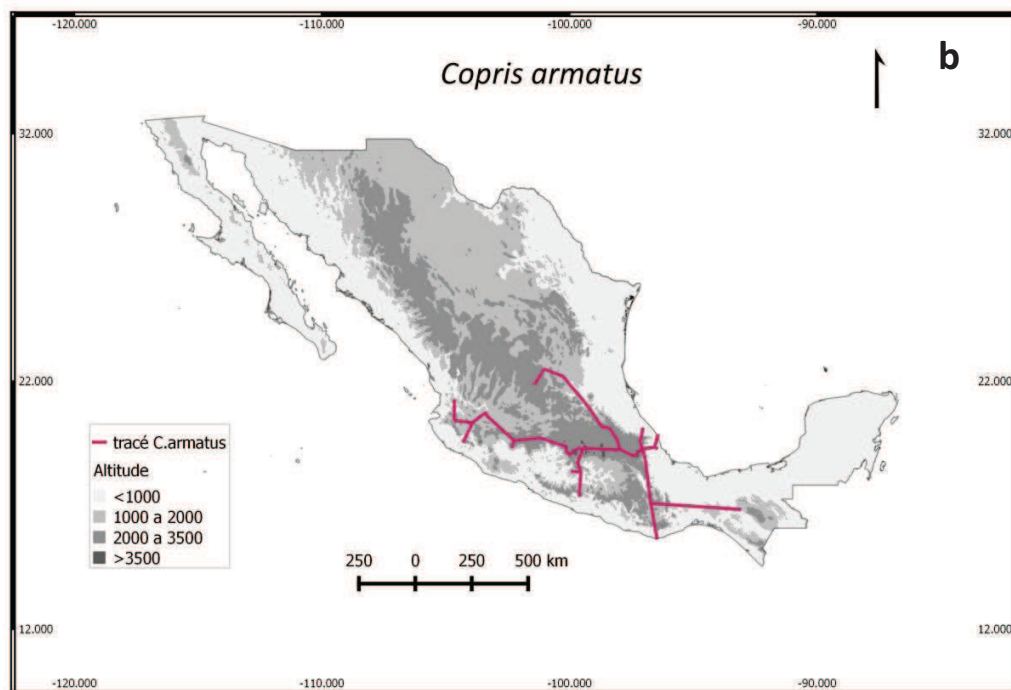 -120.000 -110.000 -100.000 -90.000
Copris armatus
b
32.000 32.000
22.000 22.000
tracé C.armatus
Altitude
<1000
1000 a 2000
2000 a 3500
>3500
250 0 250 500 km
12.000 12.000
-120.000 -110.000 -100.000 -90.000